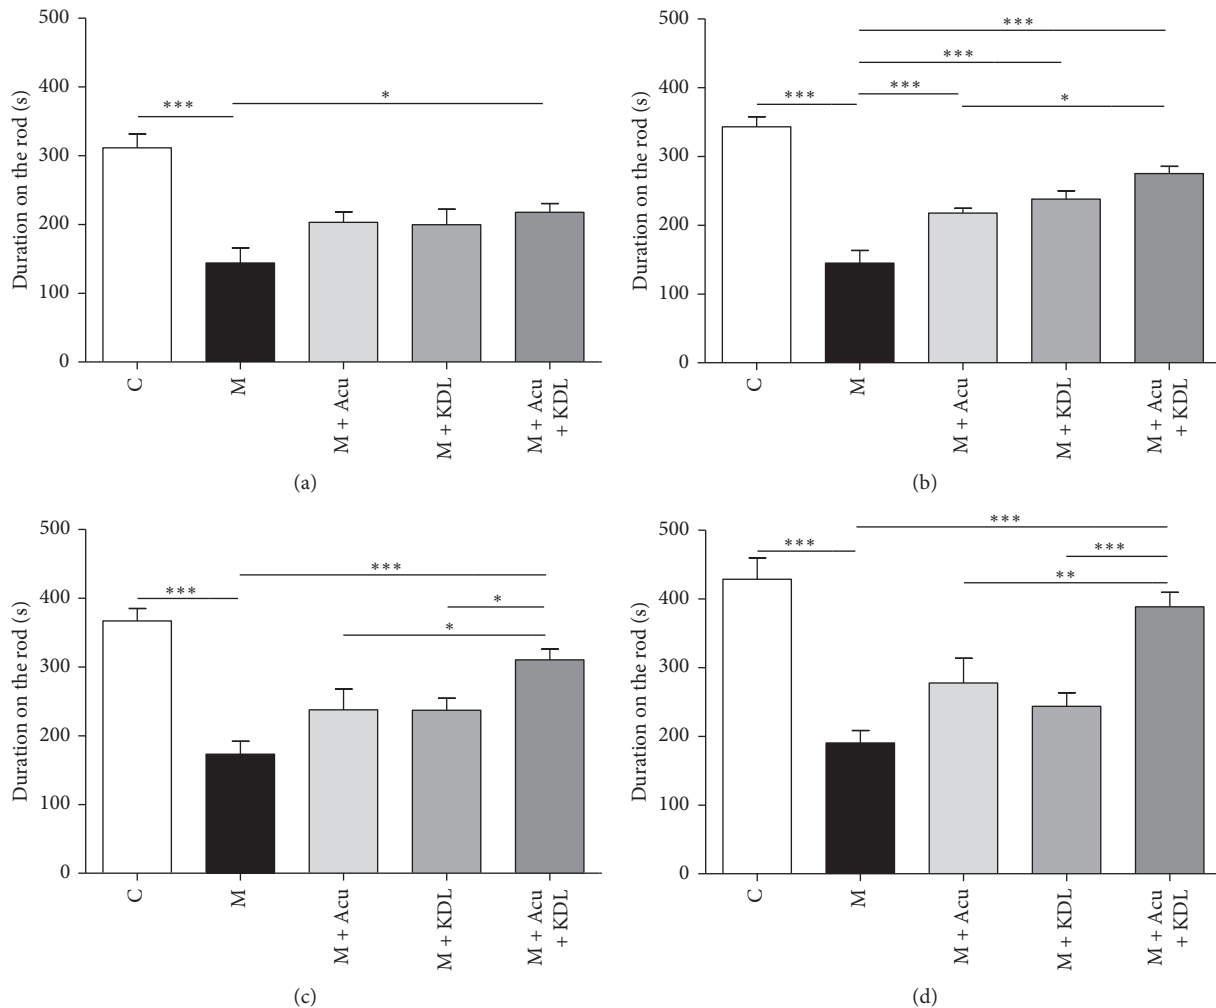 500
400
300
200
100
0
Duration on the rod (s)
***
*
C
M
M + Acu
M + KDL
M + Acu
+ KDL
(a)
500
400
300
200
100
0
Duration on the rod (s)
***
***
***
***
*
C
M
M + Acu
M + KDL
M + Acu
+ KDL
(b)
500
400
300
200
100
0
Duration on the rod (s)
***
***
*
*
C
M
M + Acu
M + KDL
M + Acu
+ KDL
(c)
500
400
300
200
100
0
Duration on the rod (s)
***
***
***
**
C
M
M + Acu
M + KDL
M + Acu
+ KDL
(d)